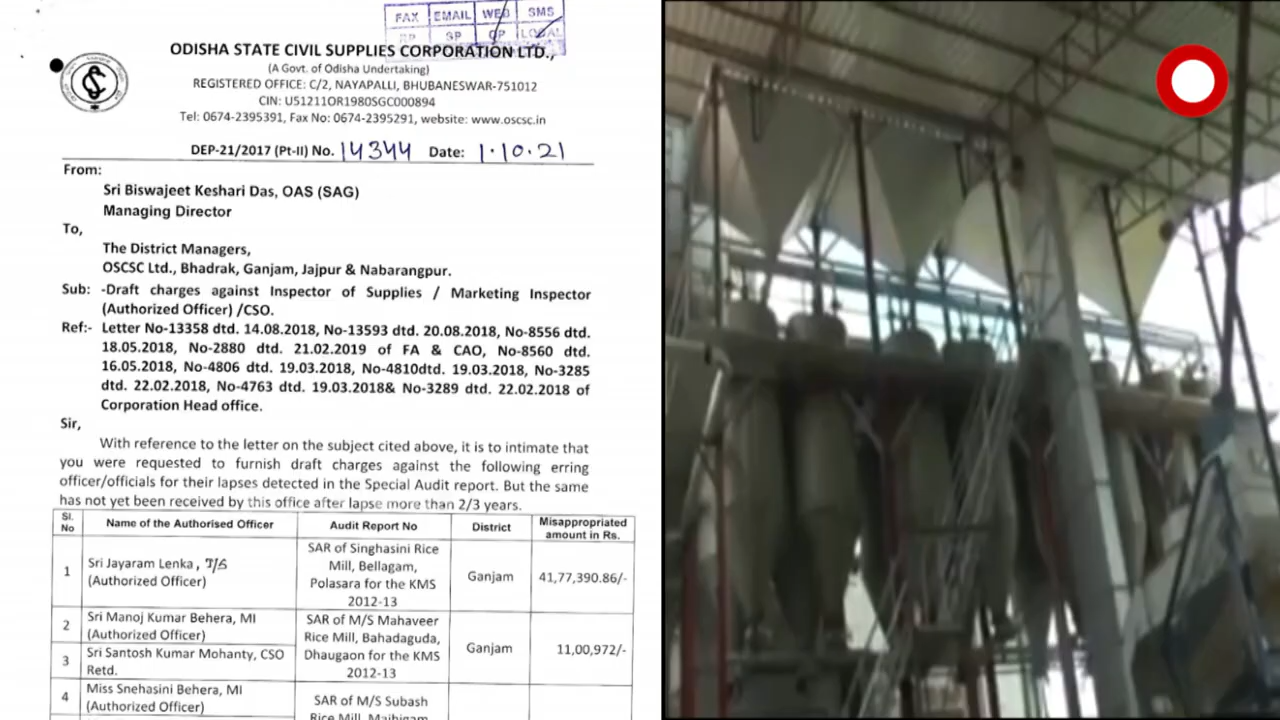 FAX EMAIL WEB SMS
SP LOCAL
ODISHA STATE CIVIL SUPPLIES CORPORATION LTD.,
(A Govt. of Odisha Undertaking)
REGISTERED OFFICE: C/2, NAYAPALLI, BHUBANESWAR-751012
CIN: U51211OR1980SGC000894
Tel: 0674-2395391, Fax No: 0674-2395291, website: www.oscsc.in
DEP-21/2017 (Pt-II) No. 14344 Date: 1.10.21
From:
Sri Biswajeet Keshari Das, OAS (SAG)
Managing Director
To,
The District Managers,
OSCSC Ltd., Bhadrak, Ganjam, Jajpur & Nabarangpur.
Sub: -Draft charges against Inspector of Supplies / Marketing Inspector
(Authorized Officer) /CSO.
Ref:- Letter No-13358 dtd. 14.08.2018, No-13593 dtd. 20.08.2018, No-8556 dtd.
18.05.2018, No-2880 dtd. 21.02.2019 of FA & CAO, No-8560 dtd.
16.05.2018, No-4806 dtd. 19.03.2018, No-4810dtd. 19.03.2018, No-3285
dtd. 22.02.2018, No-4763 dtd. 19.03.2018& No-3289 dtd. 22.02.2018 of
Corporation Head office.
Sir,
With reference to the letter on the subject cited above, it is to intimate that
you were requested to furnish draft charges against the following erring
officer/officials for their lapses detected in the Special Audit report. But the same
has not yet been received by this office after lapse more than 2/3 years.
Sl. No
Name of the Authorised Officer
Audit Report No
District
Misappropriated
amount in Rs.
1
Sri Jayaram Lenka ,
(Authorized Officer)
SAR of Singhasini Rice
Mill, Bellagam,
Polasara for the KMS
2012-13
Ganjam
41,77,390.86/-
2
Sri Manoj Kumar Behera, MI
(Authorized Officer)
3
Sri Santosh Kumar Mohanty, CSO
Retd.
SAR of M/S Mahaveer
Rice Mill, Bahadaguda,
Dhaugaon for the KMS
2012-13
Ganjam
11,00,972/-
4
Miss Snehasini Behera, MI
(Authorized Officer)
SAR of M/S Subash
Rice Mill,